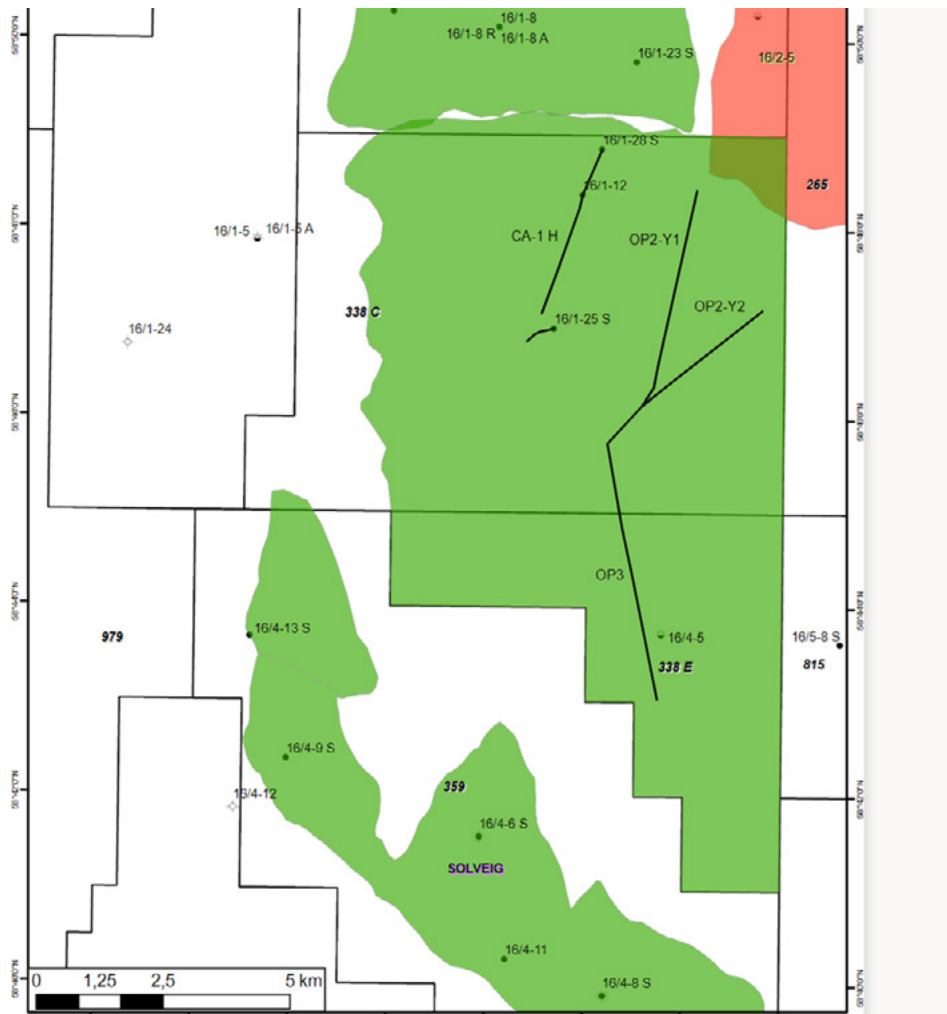 16/1-8
16/1-8 R
16/1-8 A
16/1-23 S
16/2-5
16/1-28 S
16/1-12
265
16/1-5
16/1-5 A
CA-1 H
OP2-Y1
338 C
OP2-Y2
16/1-24
16/1-25 S
OP3
979
16/4-13 S
16/4-5
16/5-8 S
338 E
815
16/4-9 S
16/4-12
359
16/4-6 S
SOLVEIG
16/4-11
16/4-8 S
0 1,25 2,5 5 km